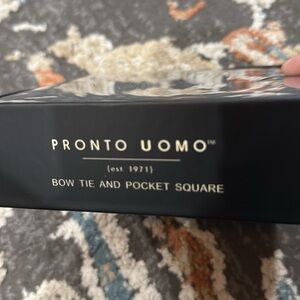 PRONTO UOMO™
(est 1971)
BOW TIE AND POCKET SQUARE